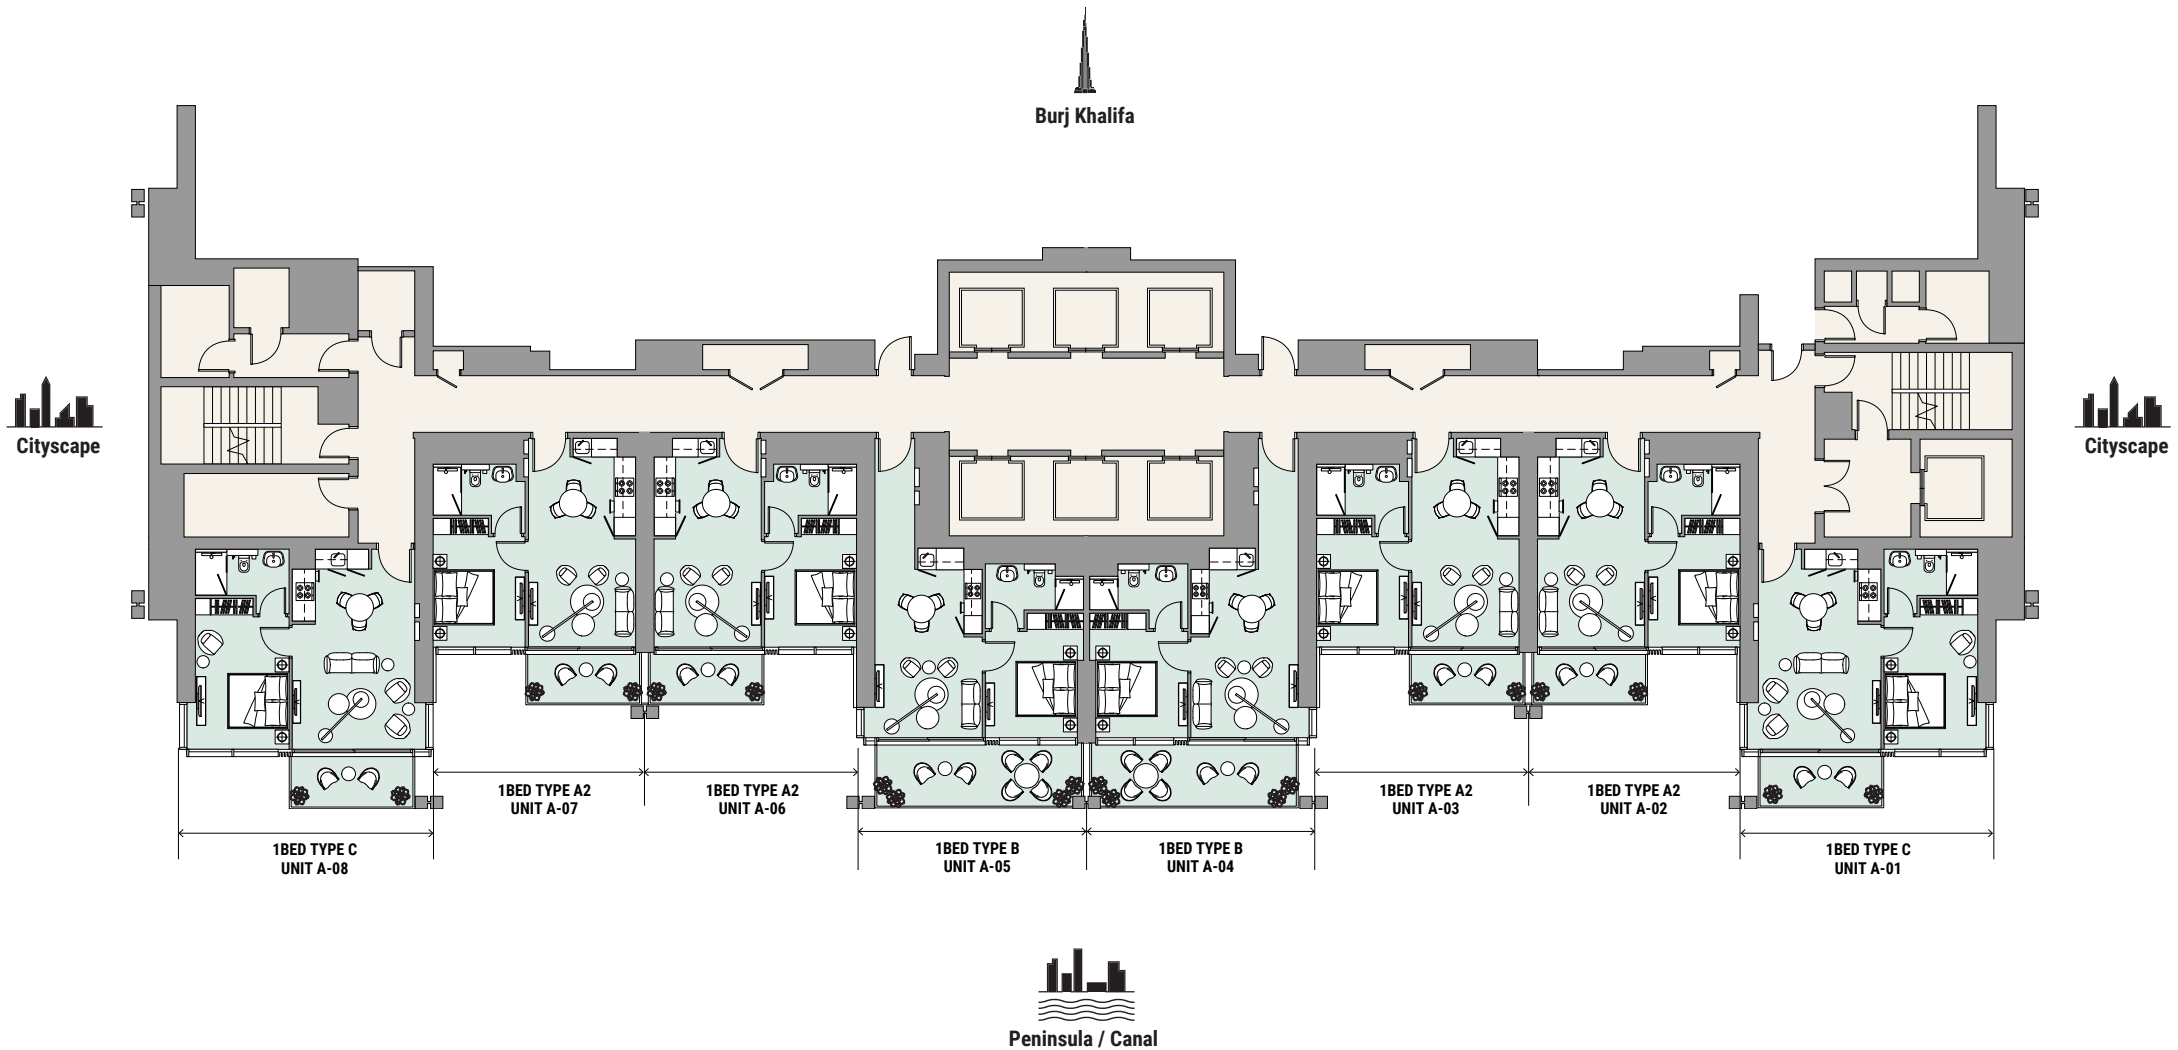 Burj Khalifa
Cityscape
Cityscape
1BED TYPE A2
UNIT A-07
1BED TYPE A2
UNIT A-06
1BED TYPE A2
UNIT A-03
1BED TYPE A2
UNIT A-02
1BED TYPE C
UNIT A-08
1BED TYPE B
UNIT A-05
1BED TYPE B
UNIT A-04
1BED TYPE C
UNIT A-01
Peninsula / Canal